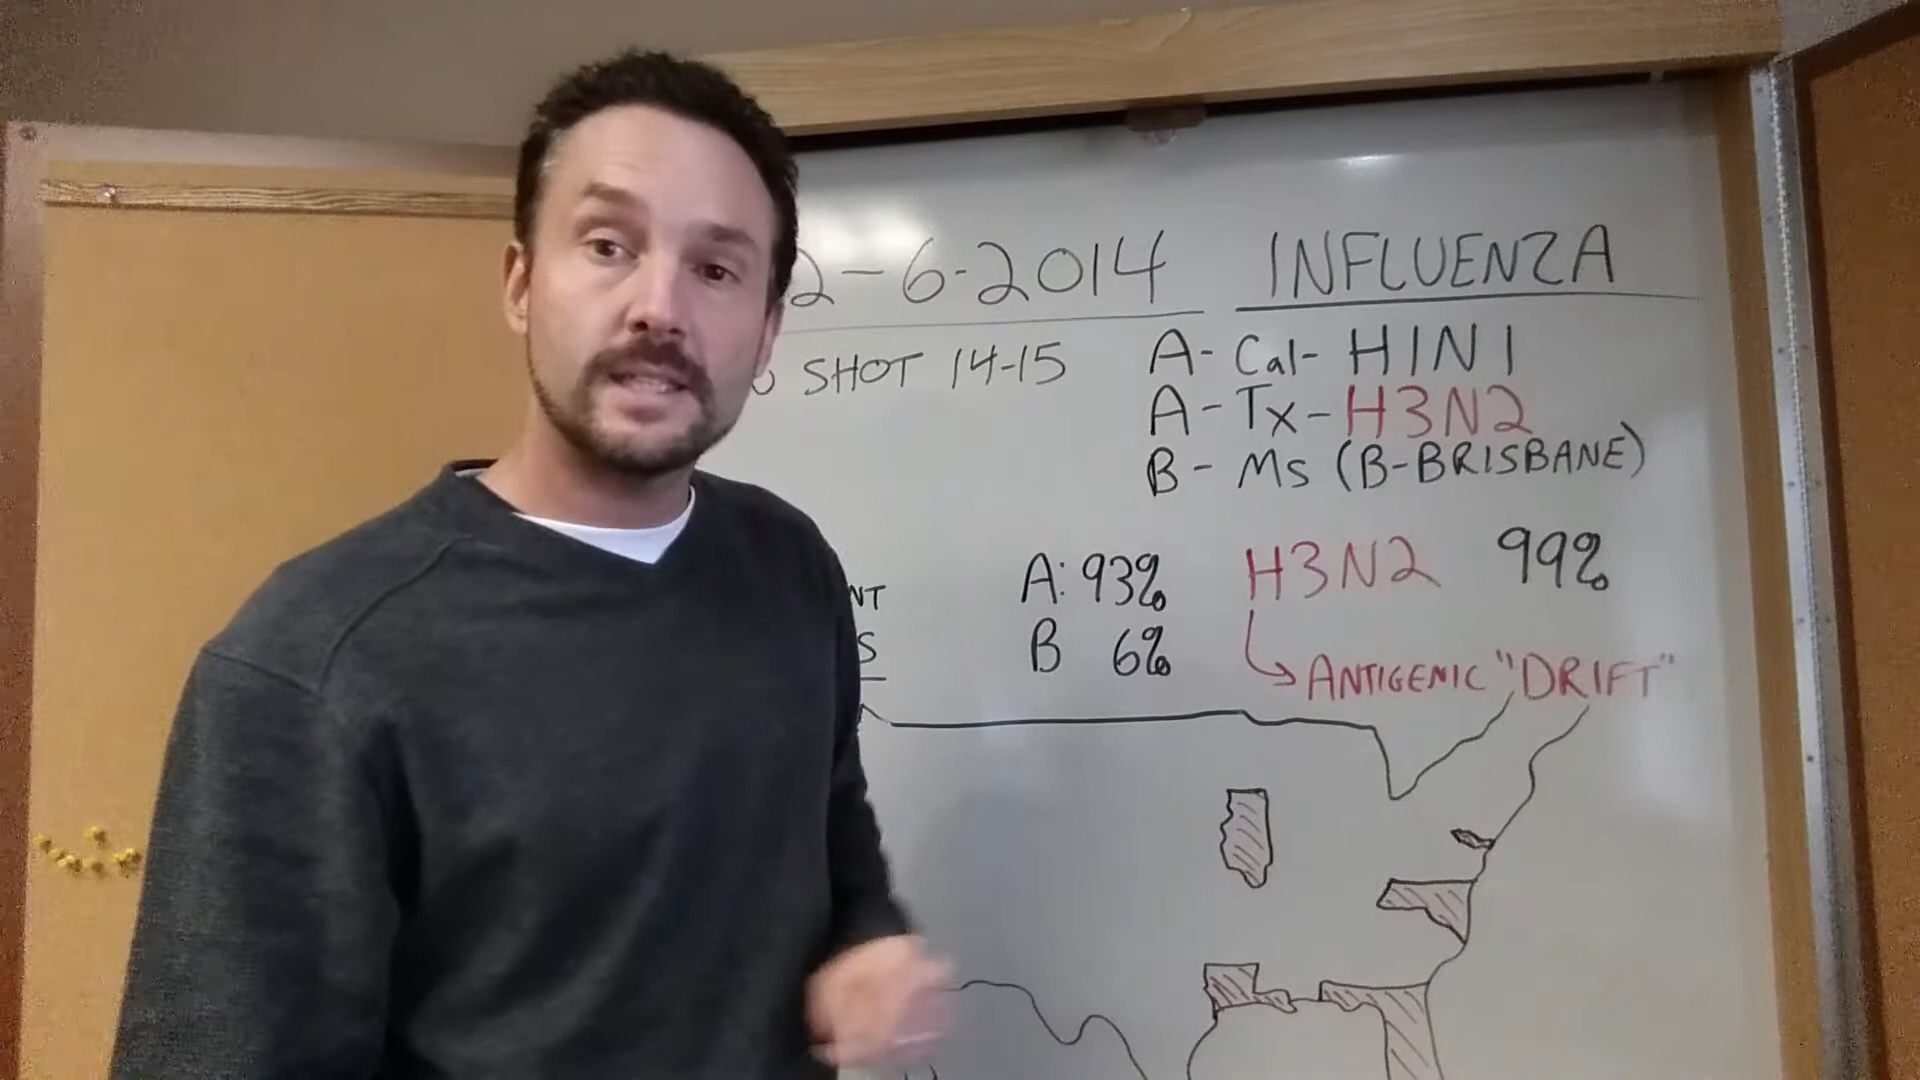 2-6-2014 INFLUENZA
SHOT 14-15
A- Cal- H1N1
A- Tx- H3N2
B- Ms (B-BRISBANE)
A: 93% H3N2 99%
B 6%
ANTIGENIC "DRIFT"